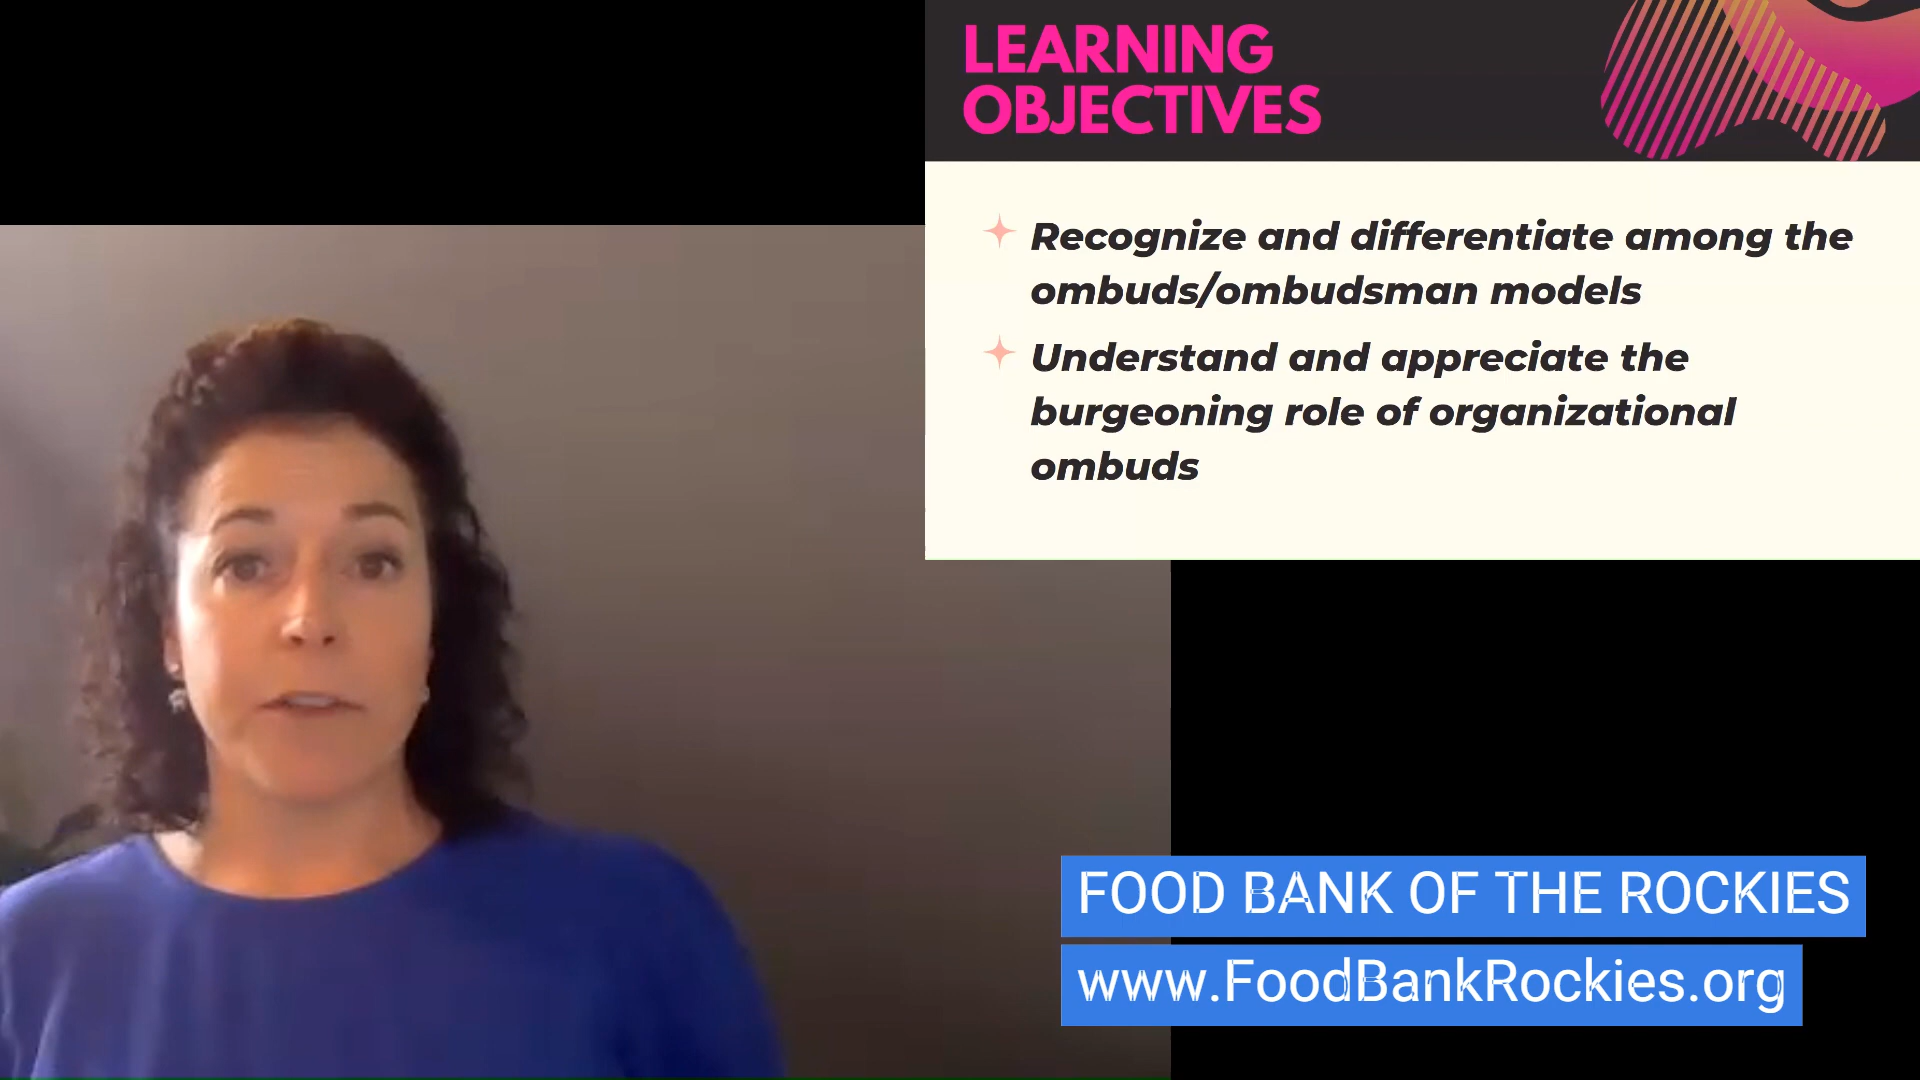 LEARNING
OBJECTIVES
Recognize and differentiate among the
ombuds/ombudsman models
Understand and appreciate the
burgeoning role of organizational
ombuds
FOOD BANK OF THE ROCKIES
www.FoodBankRockies.org